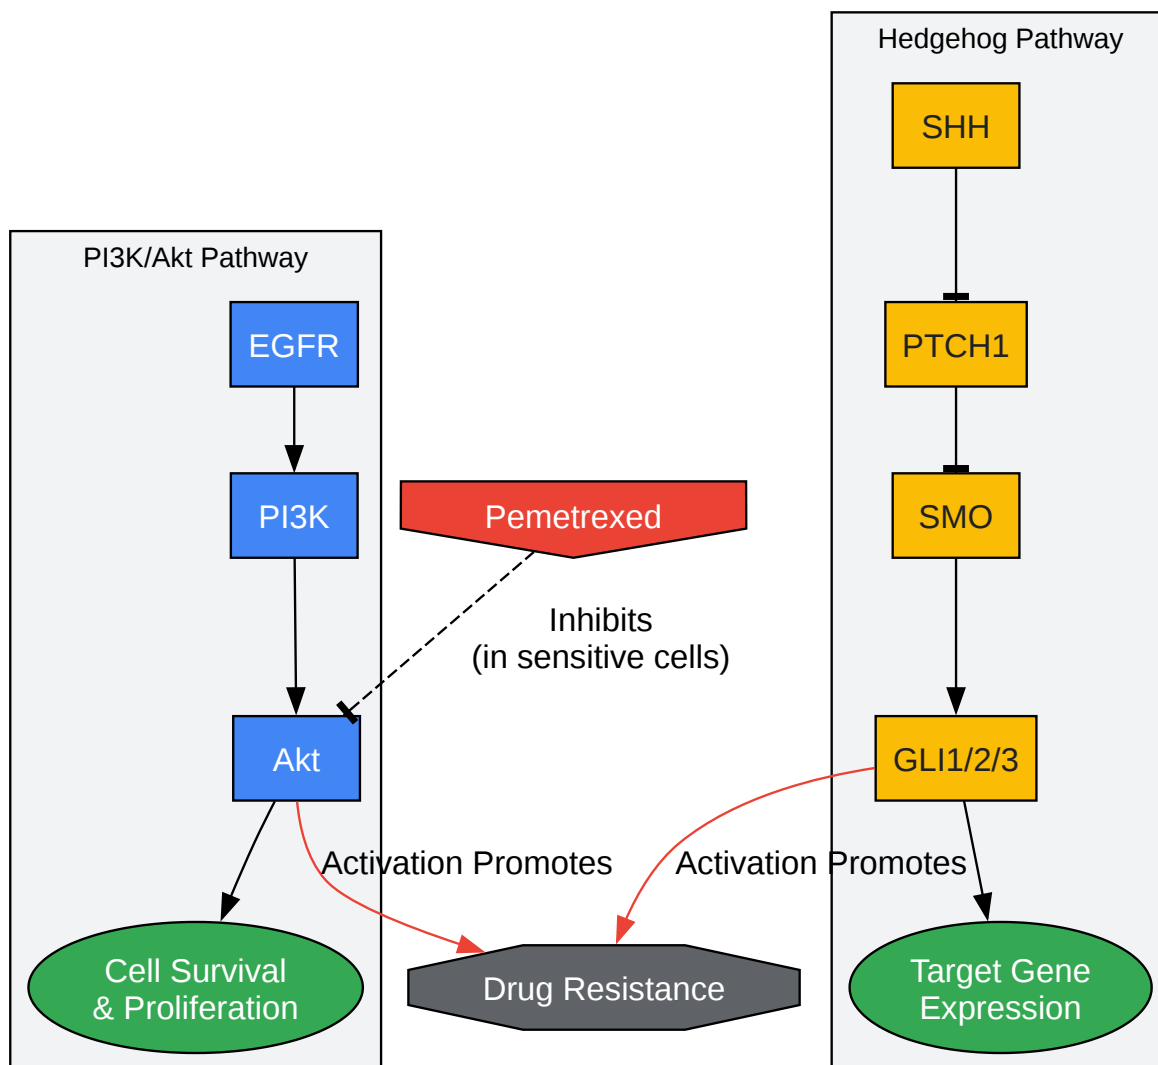 Hedgehog Pathway
SHH
PI3K/Akt Pathway
EGFR
PTCH1
PI3K
Pemetrexed
SMO
Inhibits
(in sensitive cells)
Akt
GLI1/2/3
Activation Promotes
Activation Promotes
Cell Survival
& Proliferation
Drug Resistance
Target Gene
Expression